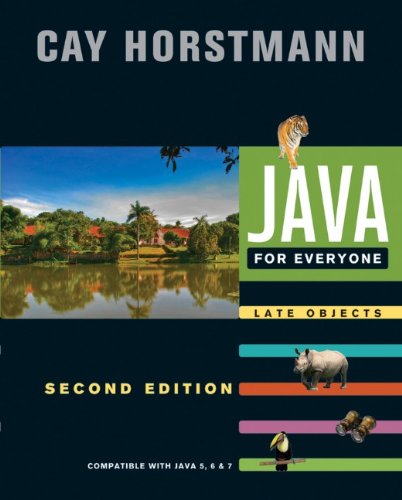 CAY HORSTMANN
JAVA
FOR EVERYONE
LATE OBJECTS
SECOND EDITION
COMPATIBLE WITH JAVA 5, 6 & 7